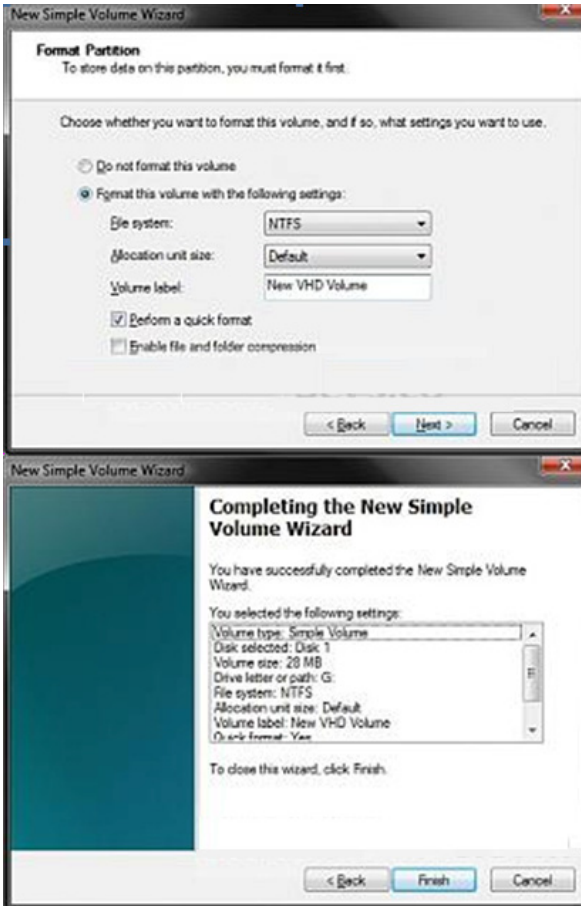 New Simple Volume Wizard
Format Partition
To store data on this partition, you must format it first.
Choose whether you want to format this volume, and if so, what settings you want to use.
Do not format this volume
Format this volume with the following settings:
File system: NTFS
Allocation unit size: Default
Volume label: New VHD Volume
Perform a quick format
Enable file and folder compression
< Back Next > Cancel
New Simple Volume Wizard
Completing the New Simple
Volume Wizard
You have successfully completed the New Simple Volume
Wizard.
You selected the following settings:
Volume type: Simple Volume
Disk selected: Disk 1
Volume size: 28 MB
Drive letter or path: G:
File system: NTFS
Allocation unit size: Default
Volume label: New VHD Volume
Quick format: Yes
To close this wizard, click Finish.
< Back Finish Cancel